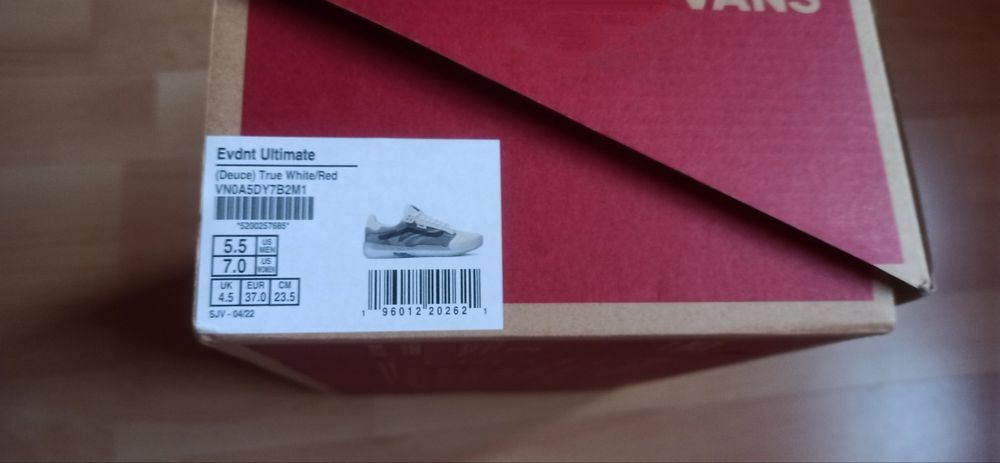 VANS
Evdnt Ultimate
(Deuce) True White/Red
VN0A5DY7B2M1
*5200257685*
5.5 US MEN
7.0 US WOMEN
UK EUR CM
4.5 37.0 23.5
SJV - 04/22
1 96012 20262 1